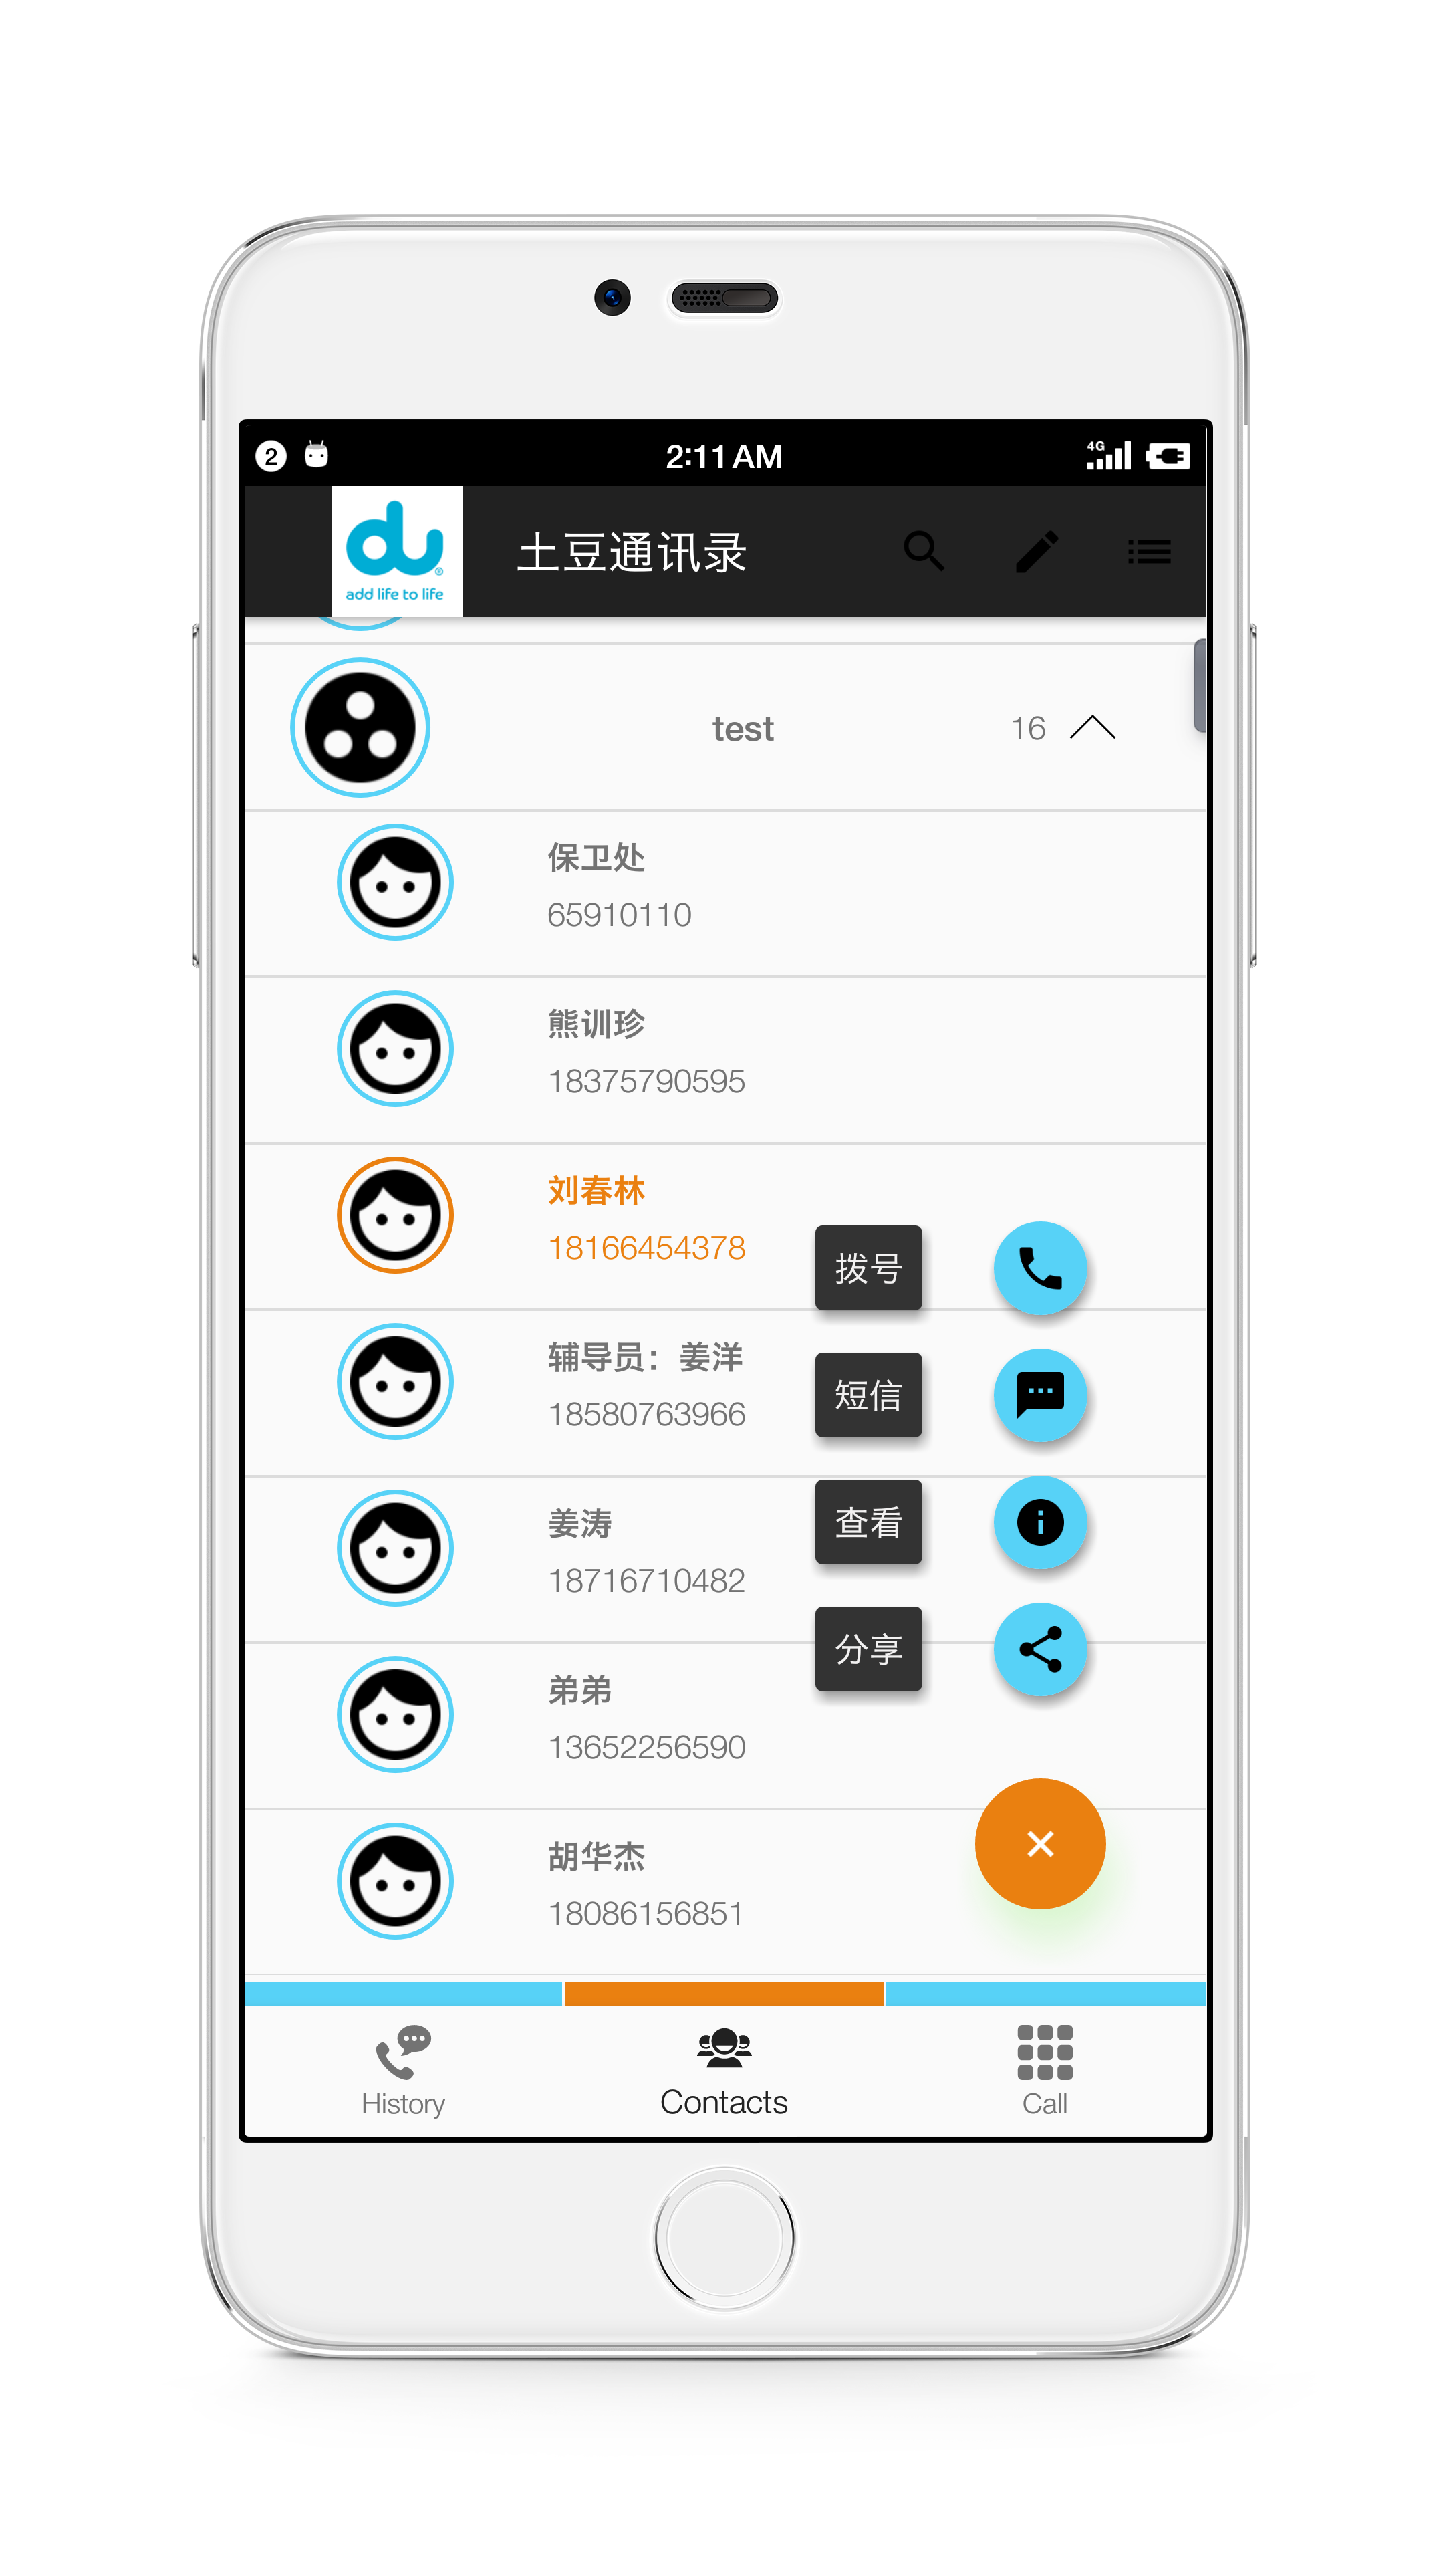 2
2:11 AM
4G
du
®
add life to life
土豆通讯录
test
16
保卫处
65910110
熊训珍
18375790595
刘春林
18166454378
拨号
辅导员：姜洋
18580763966
短信
姜涛
18716710482
查看
弟弟
13652256590
分享
胡华杰
18086156851
History
Contacts
Call